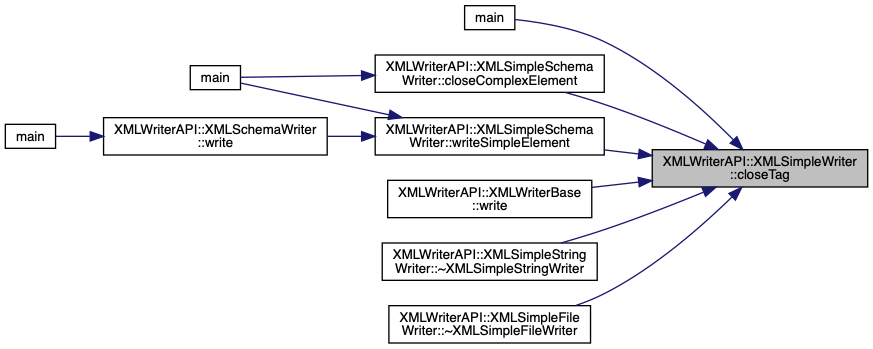 main
XMLWriterAPI::XMLSimpleSchema
Writer::closeComplexElement
main
XMLWriterAPI::XMLSchemaWriter
::write
main
XMLWriterAPI::XMLSimpleSchema
Writer::writeSimpleElement
XMLWriterAPI::XMLSimpleWriter
::closeTag
XMLWriterAPI::XMLWriterBase
::write
XMLWriterAPI::XMLSimpleString
Writer::~XMLSimpleStringWriter
XMLWriterAPI::XMLSimpleFile
Writer::~XMLSimpleFileWriter